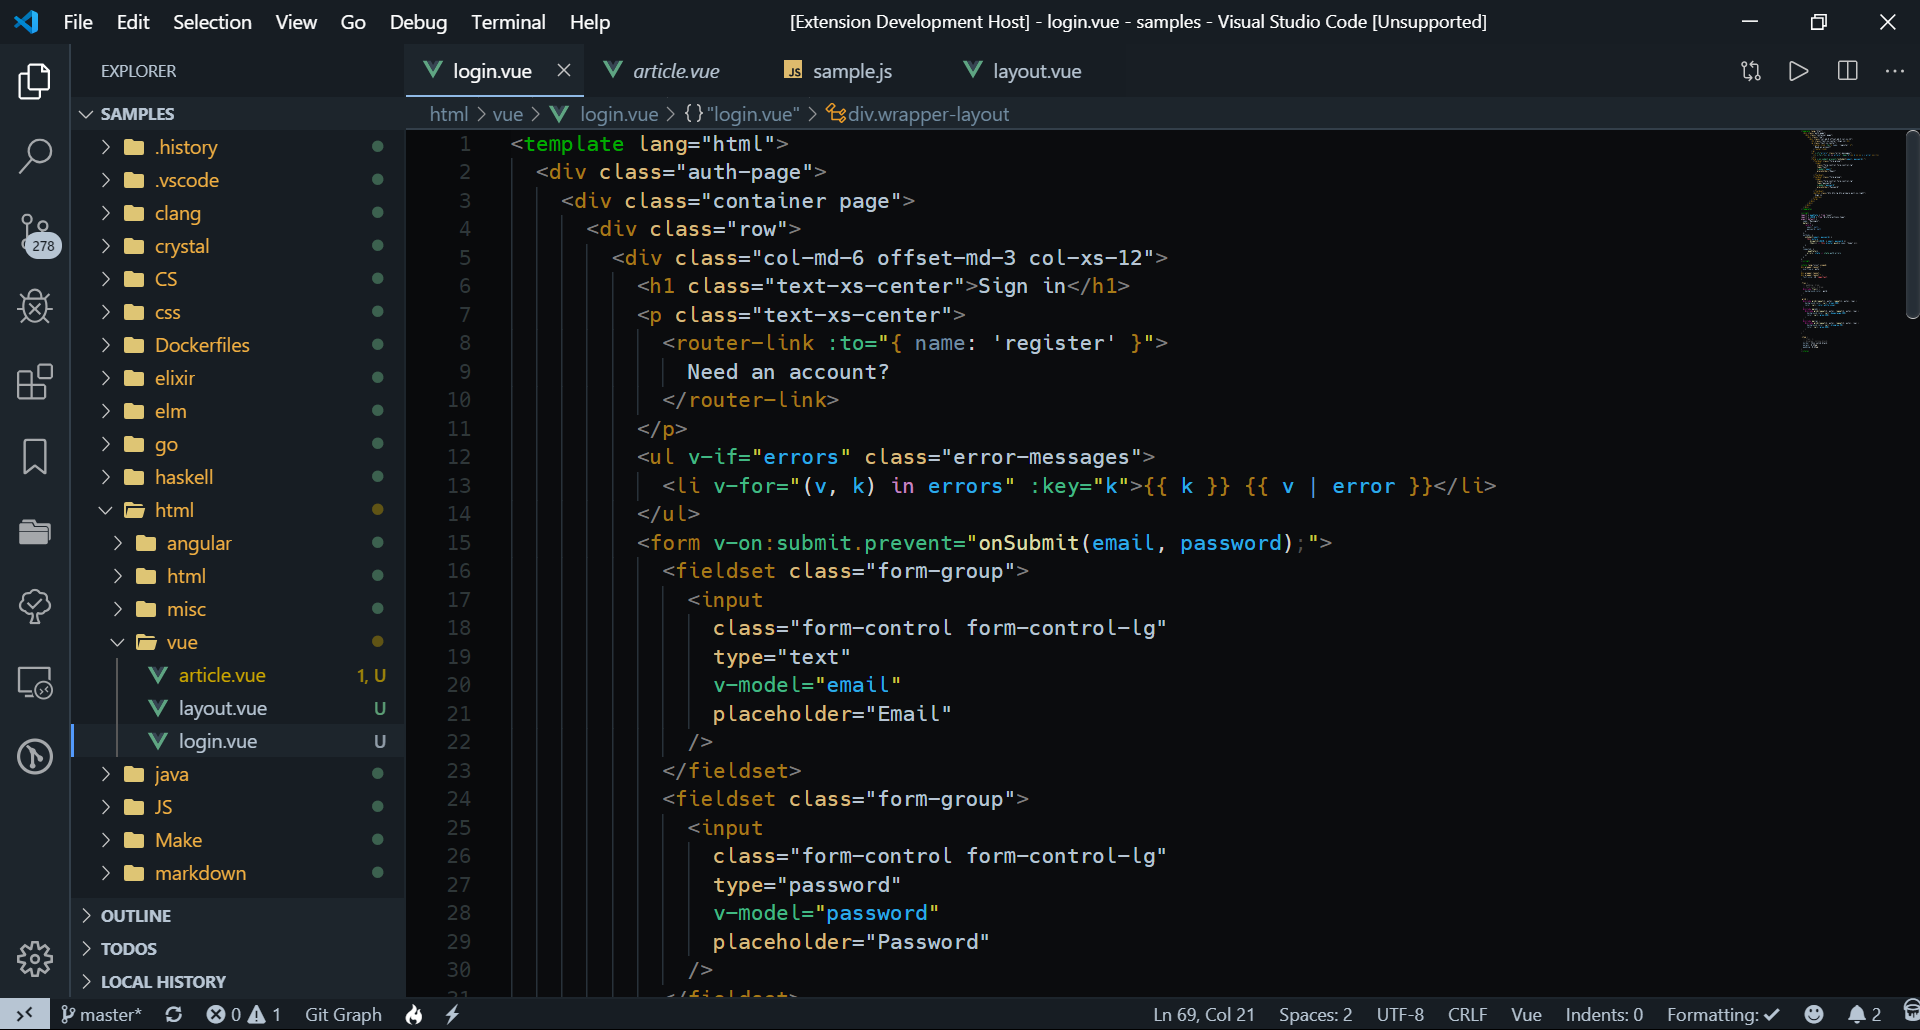 File Edit Selection View Go Debug Terminal Help
[Extension Development Host] - login.vue - samples - Visual Studio Code [Unsupported]
EXPLORER
login.vue article.vue JS sample.js layout.vue
SAMPLES
html > vue > login.vue > {} "login.vue" > div.wrapper-layout
.history
.vscode
clang
crystal
278
CS
css
Dockerfiles
elixir
elm
go
haskell
html
angular
html
misc
vue
article.vue 1, U
layout.vue U
login.vue U
java
JS
Make
markdown
OUTLINE
TODOS
LOCAL HISTORY
1 <template lang="html">
2 <div class="auth-page">
3 <div class="container page">
4 <div class="row">
5 <div class="col-md-6 offset-md-3 col-xs-12">
6 <h1 class="text-xs-center">Sign in</h1>
7 <p class="text-xs-center">
8 <router-link :to="{ name: 'register' }">
9 Need an account?
10 </router-link>
11 </p>
12 <ul v-if="errors" class="error-messages">
13 <li v-for="(v, k) in errors" :key="k">{{ k }} {{ v | error }}</li>
14 </ul>
15 <form v-on:submit.prevent="onSubmit(email, password);">
16 <fieldset class="form-group">
17 <input
18 class="form-control form-control-lg"
19 type="text"
20 v-model="email"
21 placeholder="Email"
22 />
23 </fieldset>
24 <fieldset class="form-group">
25 <input
26 class="form-control form-control-lg"
27 type="password"
28 v-model="password"
29 placeholder="Password"
30 />
31 </fieldset>
master* 0 1 Git Graph Ln 69, Col 21 Spaces: 2 UTF-8 CRLF Vue Indents: 0 Formatting: ✓ 2